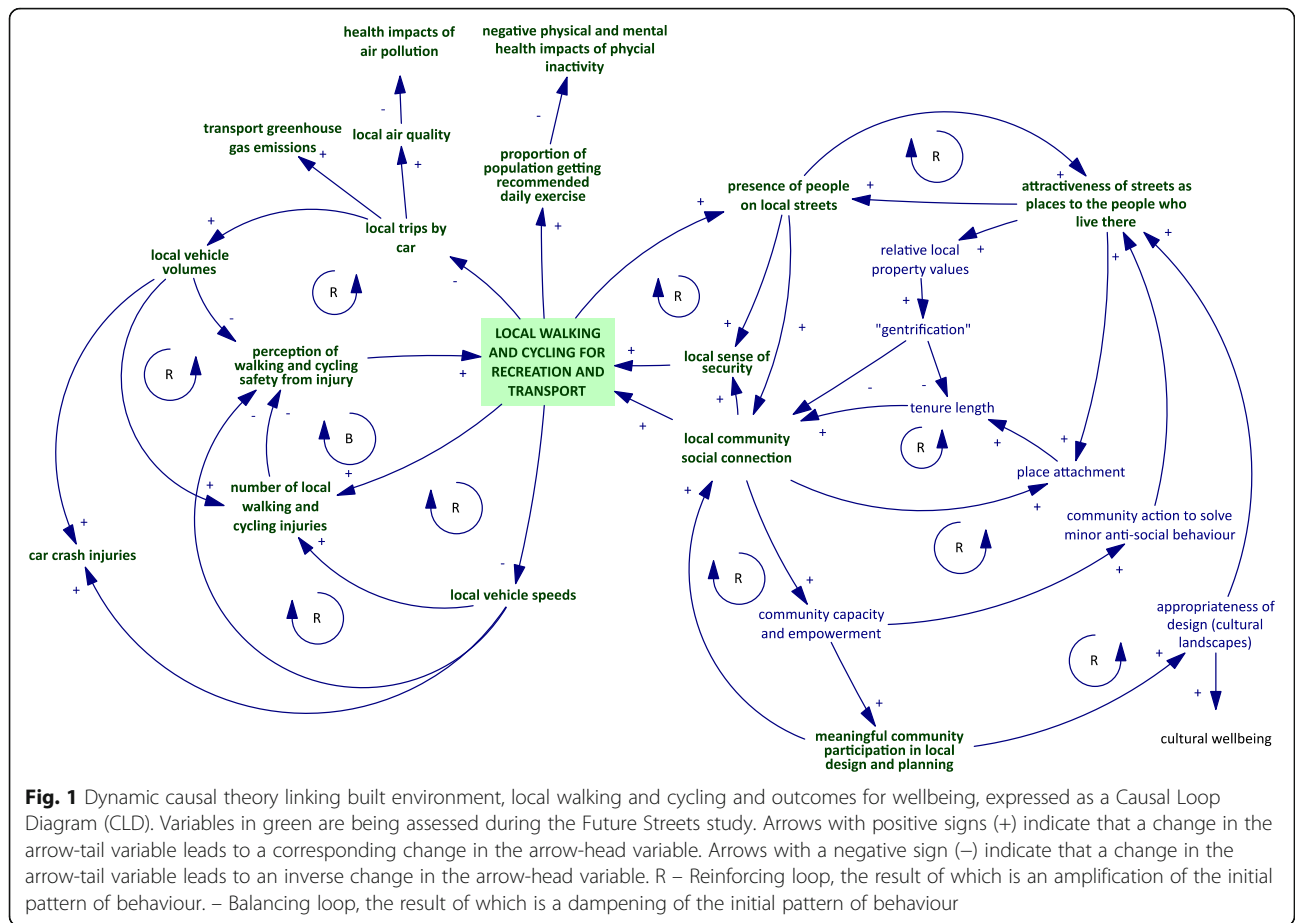 health impacts of
air pollution
negative physical and mental
health impacts of phycial
inactivity
transport greenhouse
gas emissions
+
-
local air quality
+
-
proportion of
population getting
recommended
daily exercise
+
local trips by
car
-
+
local vehicle
volumes
R
-
R
perception of
walking and cycling
safety from injury
+
-
-
B
+
number of local
walking and
cycling injuries
+
R
+
car crash injuries
+
+
R
-
local vehicle speeds
LOCAL WALKING
AND CYCLING FOR
RECREATION AND
TRANSPORT
+
presence of people
on local streets
+
R
+
attractiveness of streets as
places to the people who
live there
+
+
+
relative local
property values
+
"gentrification"
-
-
tenure length
+
+
R
+
place attachment
+
R
+
+
local sense of
security
+
+
+
local community
social connection
+
R
+
R
+
community capacity
and empowerment
+
community action to solve
minor anti-social behaviour
+
meaningful community
participation in local
design and planning
R
+
appropriateness of
design (cultural
landscapes)
+
cultural wellbeing
Fig. 1 Dynamic causal theory linking built environment, local walking and cycling and outcomes for wellbeing, expressed as a Causal Loop
Diagram (CLD). Variables in green are being assessed during the Future Streets study. Arrows with positive signs (+) indicate that a change in the
arrow-tail variable leads to a corresponding change in the arrow-head variable. Arrows with a negative sign (−) indicate that a change in the
arrow-tail variable leads to an inverse change in the arrow-head variable. R – Reinforcing loop, the result of which is an amplification of the initial
pattern of behaviour. – Balancing loop, the result of which is a dampening of the initial pattern of behaviour